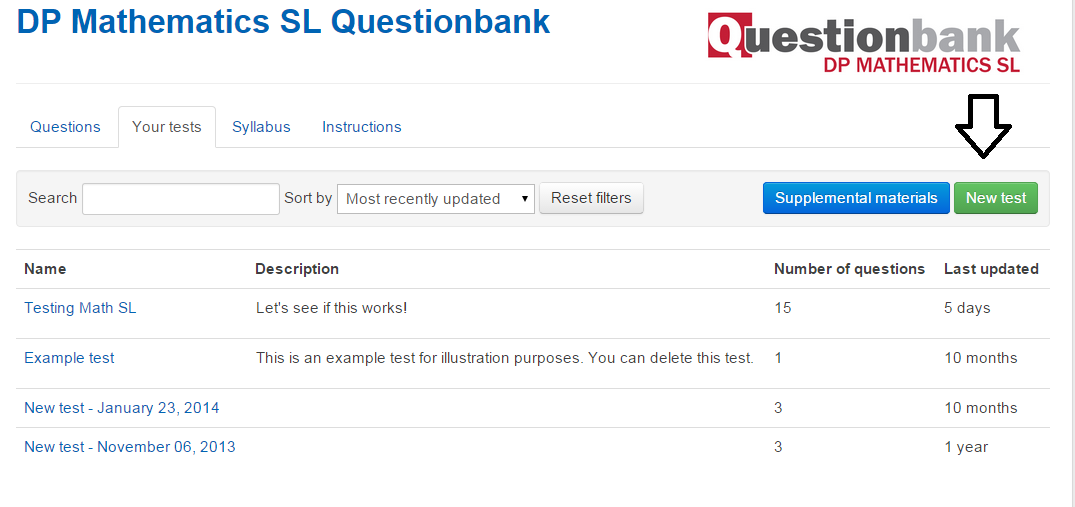 DP Mathematics SL Questionbank
Questionbank
DP MATHEMATICS SL
Questions Your tests Syllabus Instructions
Search Sort by Most recently updated Reset filters Supplemental materials New test
Name Description Number of questions Last updated
Testing Math SL Let's see if this works! 15 5 days
Example test This is an example test for illustration purposes. You can delete this test. 1 10 months
New test - January 23, 2014 3 10 months
New test - November 06, 2013 3 1 year